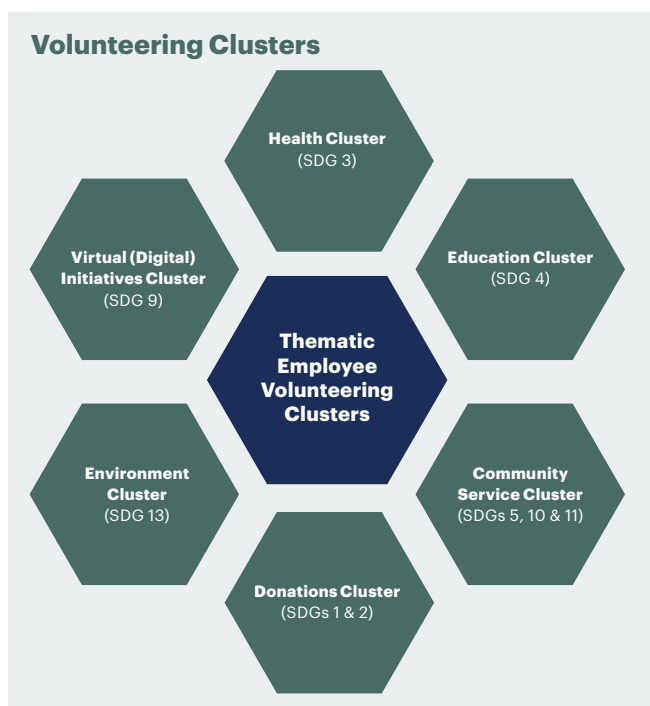 Volunteering Clusters
Health Cluster
(SDG 3)
Virtual (Digital)
Initiatives Cluster
(SDG 9)
Education Cluster
(SDG 4)
Thematic
Employee
Volunteering
Clusters
Environment
Cluster
(SDG 13)
Community
Service Cluster
(SDGs 5, 10 & 11)
Donations Cluster
(SDGs 1 & 2)